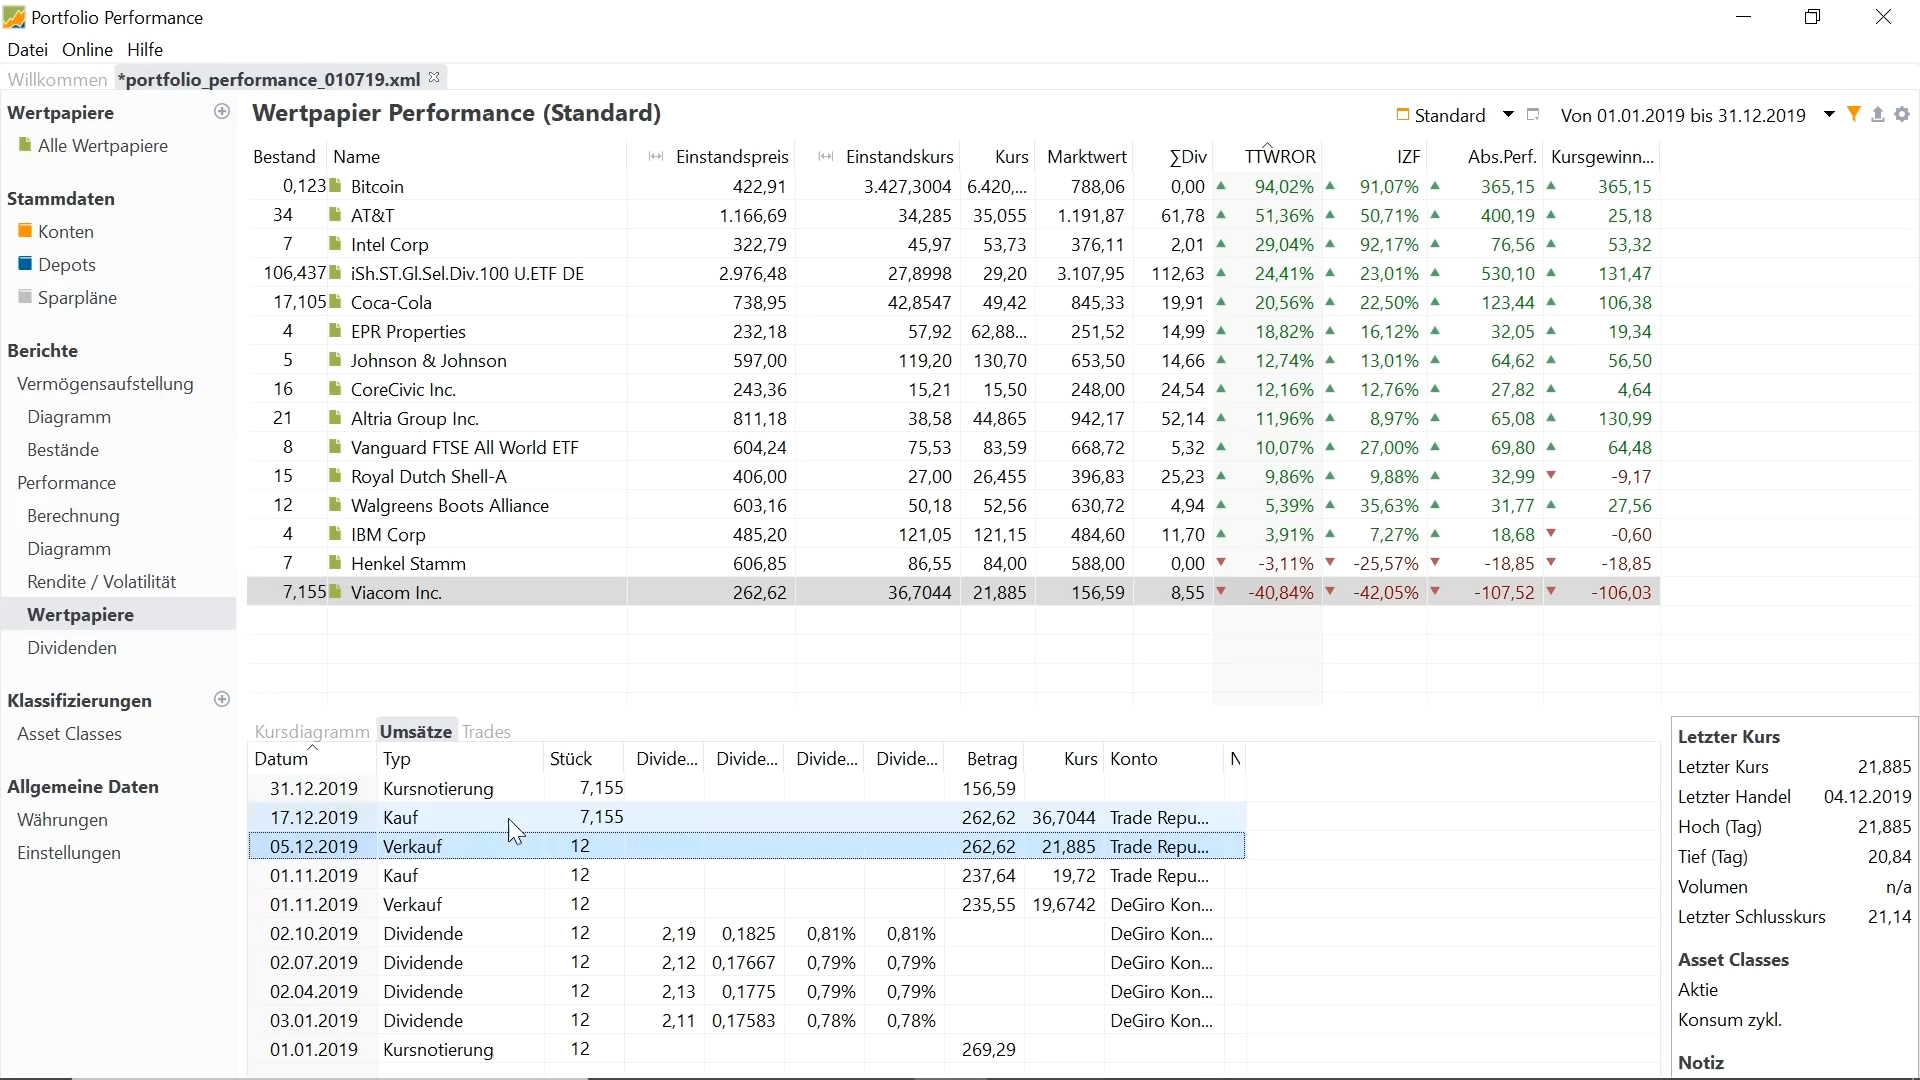 Portfolio Performance
Datei Online Hilfe
Willkommen *portfolio_performance_010719.xml
Wertpapiere
Alle Wertpapiere
Stammdaten
Konten
Depots
Sparpläne
Berichte
Vermögensaufstellung
Diagramm
Bestände
Performance
Berechnung
Diagramm
Rendite / Volatilität
Wertpapiere
Dividenden
Klassifizierungen
Asset Classes
Allgemeine Daten
Währungen
Einstellungen
Wertpapier Performance (Standard)
Standard Von 01.01.2019 bis 31.12.2019
Bestand Name Einstandspreis Einstandskurs Kurs Marktwert ∑Div TTWROR IZF Abs.Perf. Kursgewinn...
0,123 Bitcoin 422,91 3.427,3004 6.420,... 788,06 0,00 94,02% 91,07% 365,15 365,15
34 AT&T 1.166,69 34,285 35,055 1.191,87 61,78 51,36% 50,71% 400,19 25,18
7 Intel Corp 322,79 45,97 53,73 376,11 2,01 29,04% 92,17% 76,56 53,32
106,437 iSh.ST.Gl.Sel.Div.100 U.ETF DE 2.976,48 27,8998 29,20 3.107,95 112,63 24,41% 23,01% 530,10 131,47
17,105 Coca-Cola 738,95 42,8547 49,42 845,33 19,91 20,56% 22,50% 123,44 106,38
4 EPR Properties 232,18 57,92 62,88... 251,52 14,99 18,82% 16,12% 32,05 19,34
5 Johnson & Johnson 597,00 119,20 130,70 653,50 14,66 12,74% 13,01% 64,62 56,50
16 CoreCivic Inc. 243,36 15,21 15,50 248,00 24,54 12,16% 12,76% 27,82 4,64
21 Altria Group Inc. 811,18 38,58 44,865 942,17 52,14 11,96% 8,97% 65,08 130,99
8 Vanguard FTSE All World ETF 604,24 75,53 83,59 668,72 5,32 10,07% 27,00% 69,80 64,48
15 Royal Dutch Shell-A 406,00 27,00 26,455 396,83 25,23 9,86% 9,88% 32,99 -9,17
12 Walgreens Boots Alliance 603,16 50,18 52,56 630,72 4,94 5,39% 35,63% 31,77 27,56
4 IBM Corp 485,20 121,05 121,15 484,60 11,70 3,91% 7,27% 18,68 -0,60
7 Henkel Stamm 606,85 86,55 84,00 588,00 0,00 -3,11% -25,57% -18,85 -18,85
7,155 Viacom Inc. 262,62 36,7044 21,885 156,59 8,55 -40,84% -42,05% -107,52 -106,03
Kursdiagramm Umsätze Trades
Datum Typ Stück Divide... Divide... Divide... Divide... Betrag Kurs Konto N
31.12.2019 Kursnotierung 7,155 156,59
17.12.2019 Kauf 7,155 262,62 36,7044 Trade Repu...
05.12.2019 Verkauf 12 262,62 21,885 Trade Repu...
01.11.2019 Kauf 12 237,64 19,72 Trade Repu...
01.11.2019 Verkauf 12 235,55 19,6742 DeGiro Kon...
02.10.2019 Dividende 12 2,19 0,1825 0,81% 0,81% DeGiro Kon...
02.07.2019 Dividende 12 2,12 0,17667 0,79% 0,79% DeGiro Kon...
02.04.2019 Dividende 12 2,13 0,1775 0,79% 0,79% DeGiro Kon...
03.01.2019 Dividende 12 2,11 0,17583 0,78% 0,78% DeGiro Kon...
01.01.2019 Kursnotierung 12 269,29
Letzter Kurs
Letzter Kurs 21,885
Letzter Handel 04.12.2019
Hoch (Tag) 21,885
Tief (Tag) 20,84
Volumen n/a
Letzter Schlusskurs 21,14
Asset Classes
Aktie
Konsum zykl.
Notiz